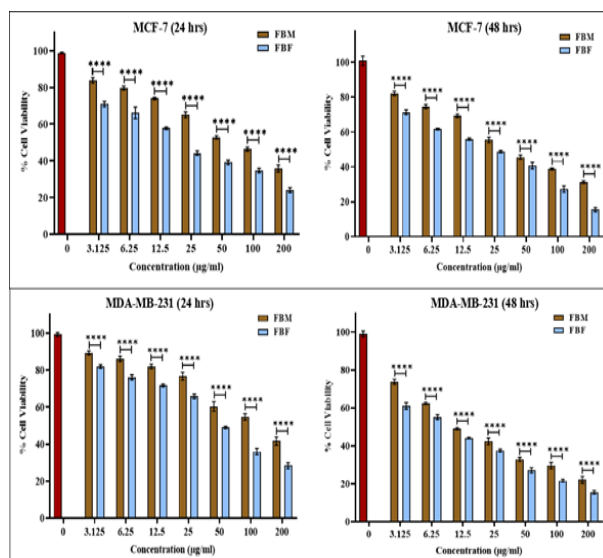 MCF-7 (24 hrs)
FBM
FBF
% Cell Viability
100
80
60
40
20
0
**** **** **** **** **** **** ****
0 3.125 6.25 12.5 25 50 100 200
Concentration (µg/ml)
MCF-7 (48 hrs)
FBM
FBF
% Cell Viability
100
80
60
40
20
0
**** **** **** **** **** **** ****
0 3.125 6.25 12.5 25 50 100 200
Concentration (µg/ml)
MDA-MB-231 (24 hrs)
FBM
FBF
% Cell Viability
100
80
60
40
20
0
**** **** **** **** **** **** ****
0 3.125 6.25 12.5 25 50 100 200
Concentration (µg/ml)
MDA-MB-231 (48 hrs)
FBM
FBF
% Cell Viability
100
80
60
40
20
0
**** **** **** **** **** **** ****
0 3.125 6.25 12.5 25 50 100 200
Concentration (µg/ml)